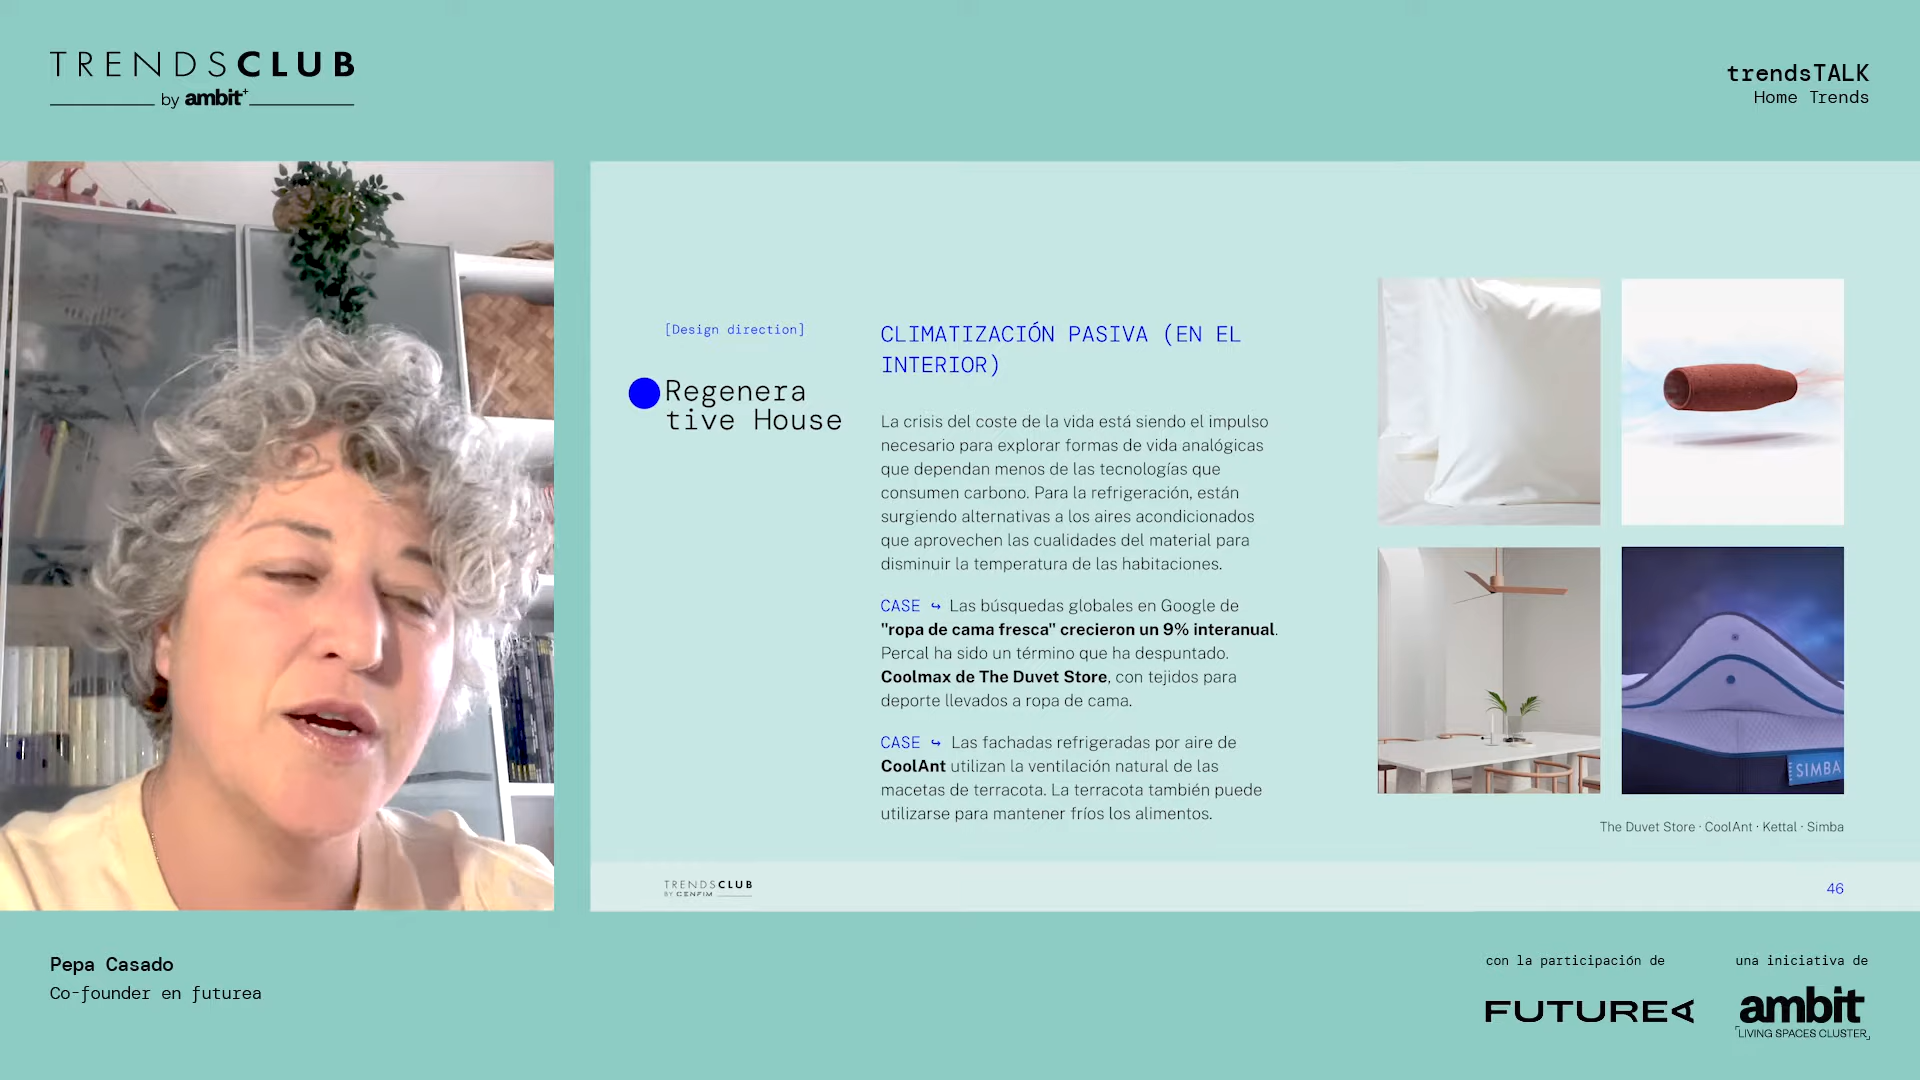 TRENDSCLUB
by ambit+
trendsTALK
Home Trends
[Design direction]
Regenera
tive House
CLIMATIZACIÓN PASIVA (EN EL
INTERIOR)
La crisis del coste de la vida está siendo el impulso
necesario para explorar formas de vida analógicas
que dependan menos de las tecnologías que
consumen carbono. Para la refrigeración, están
surgiendo alternativas a los aires acondicionados
que aprovechen las cualidades del material para
disminuir la temperatura de las habitaciones.
CASE ↪ Las búsquedas globales en Google de
"ropa de cama fresca" crecieron un 9% interanual.
Percal ha sido un término que ha despuntado.
Coolmax de The Duvet Store, con tejidos para
deporte llevados a ropa de cama.
CASE ↪ Las fachadas refrigeradas por aire de
CoolAnt utilizan la ventilación natural de las
macetas de terracota. La terracota también puede
utilizarse para mantener fríos los alimentos.
SIMBA
The Duvet Store · CoolAnt · Kettal · Simba
TRENDSCLUB
BY CENFIM
46
Pepa Casado
Co-founder en futurea
con la participación de
FUTUREA
una iniciativa de
ambit
LIVING SPACES CLUSTER